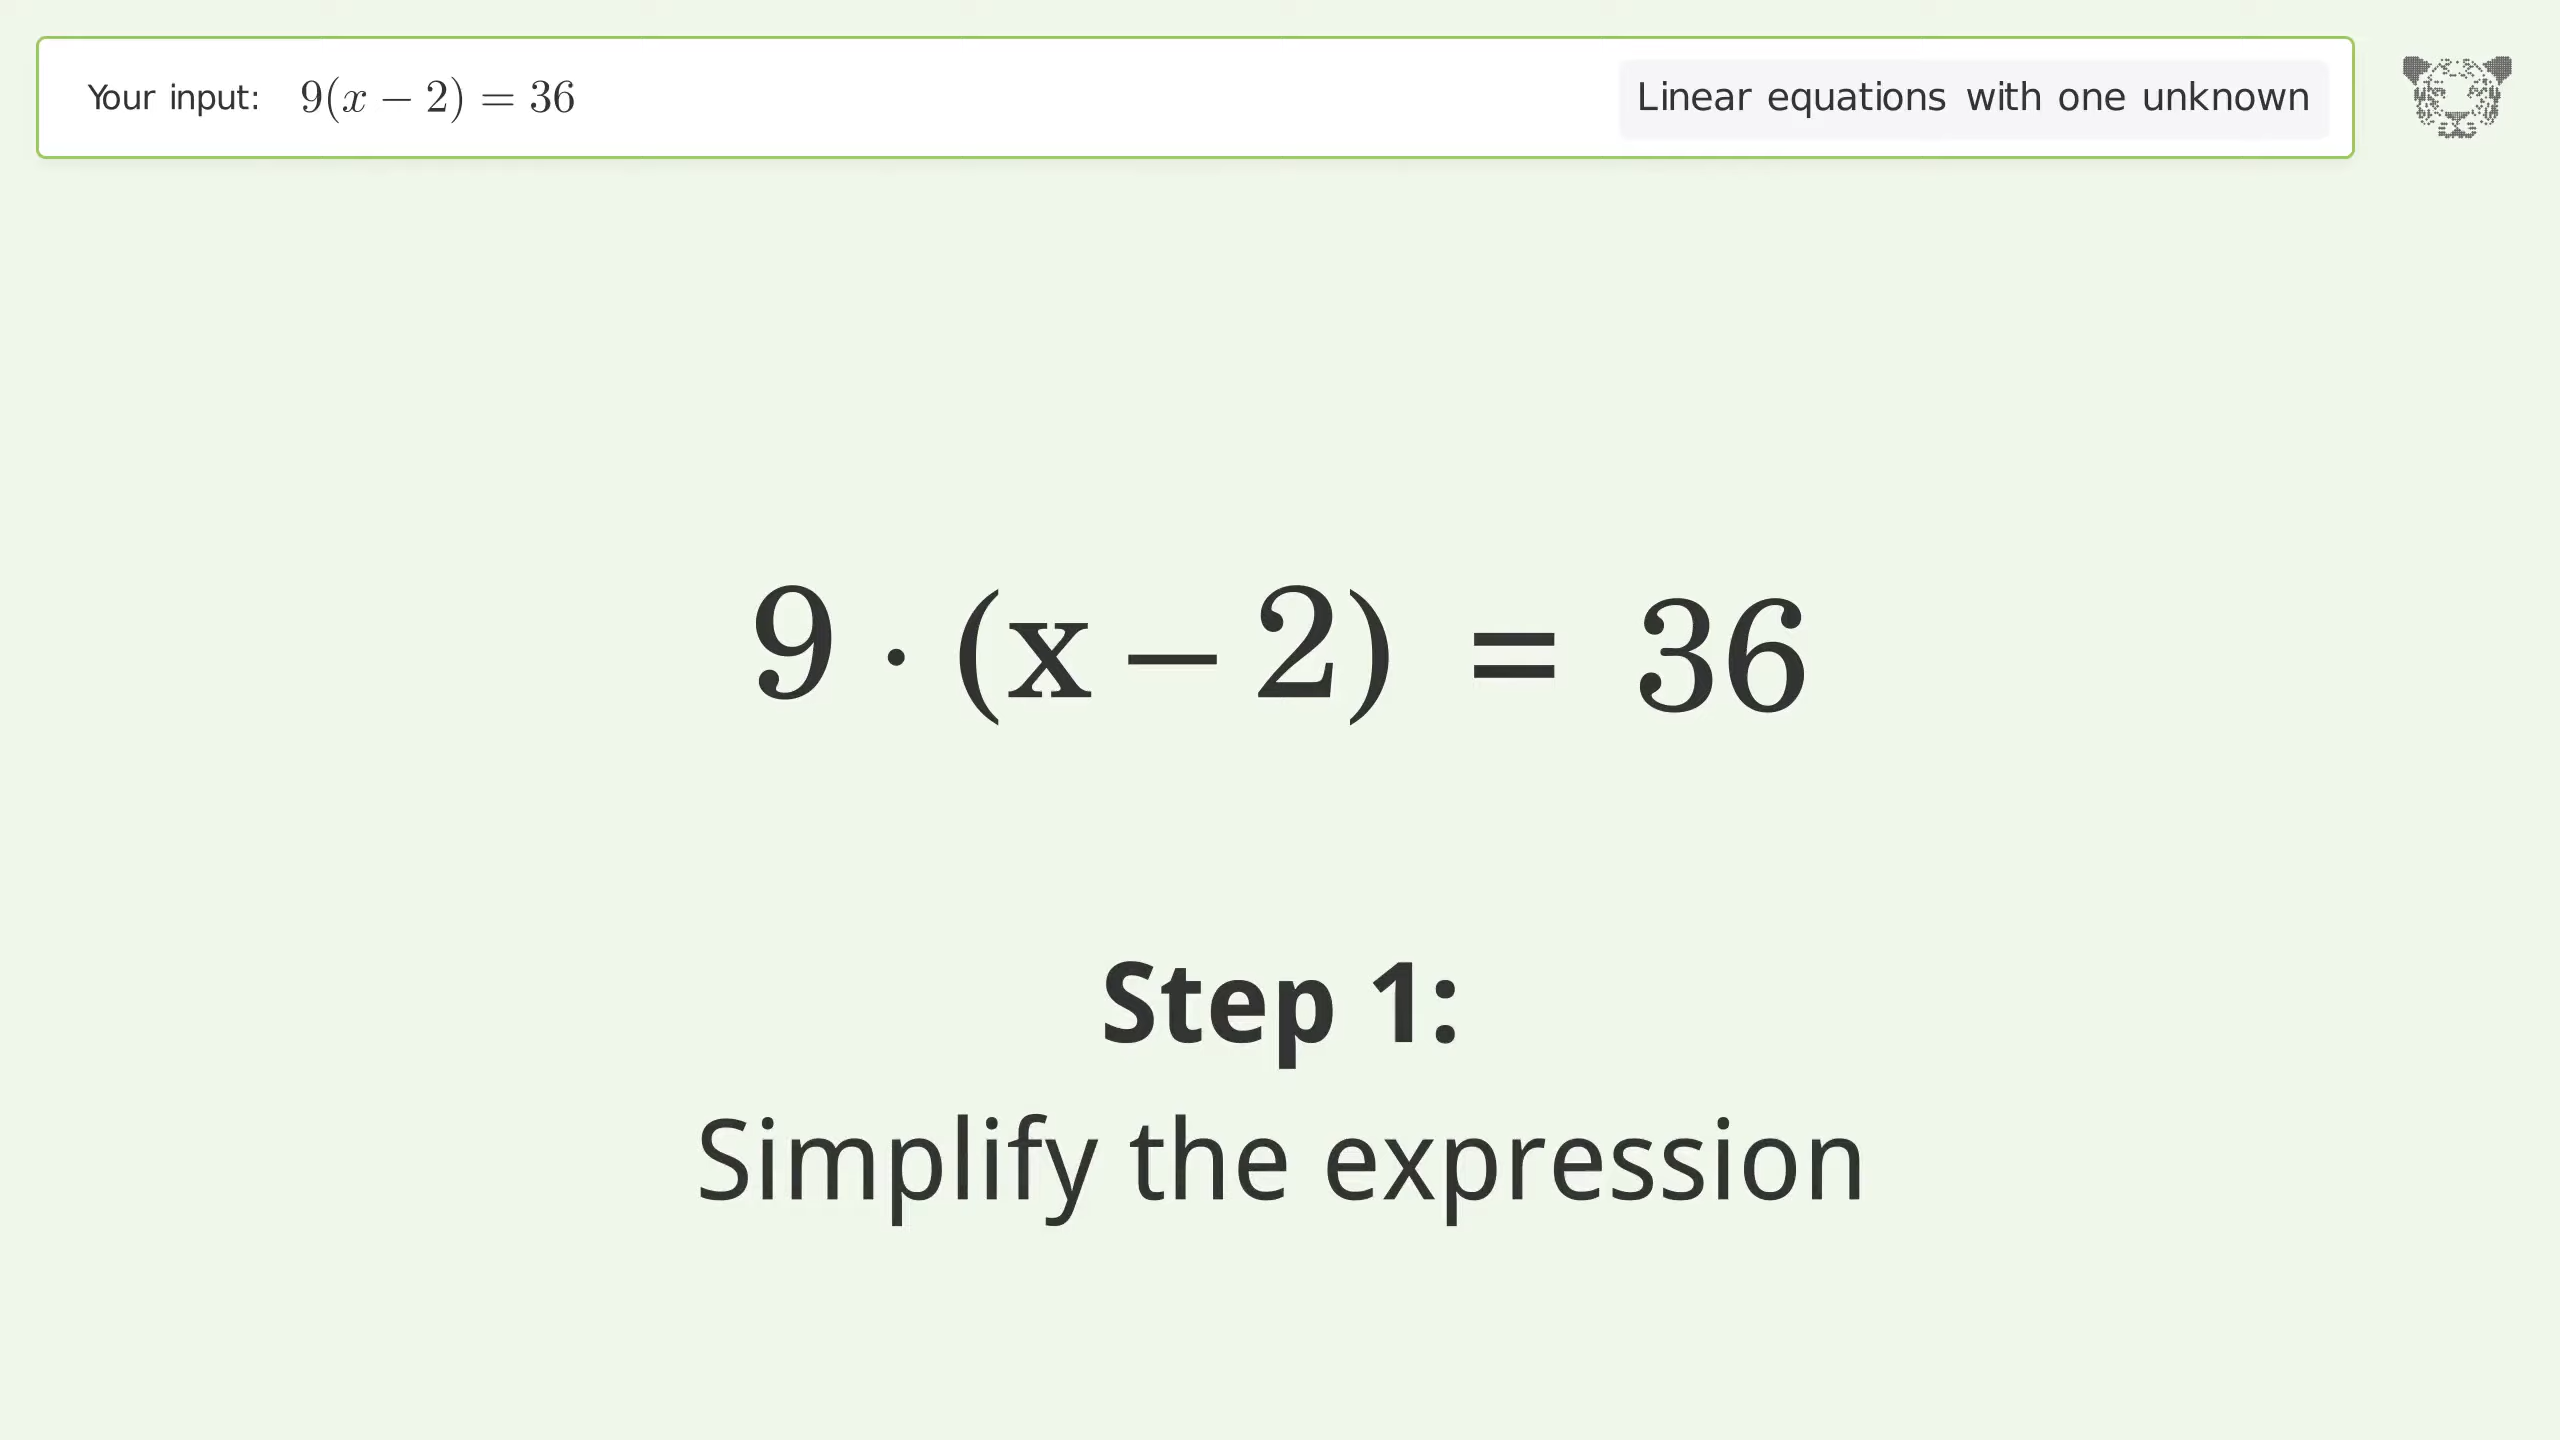 Your input: 9(x − 2) = 36
Linear equations with one unknown
9 · (x – 2) = 36
Step 1:
Simplify the expression